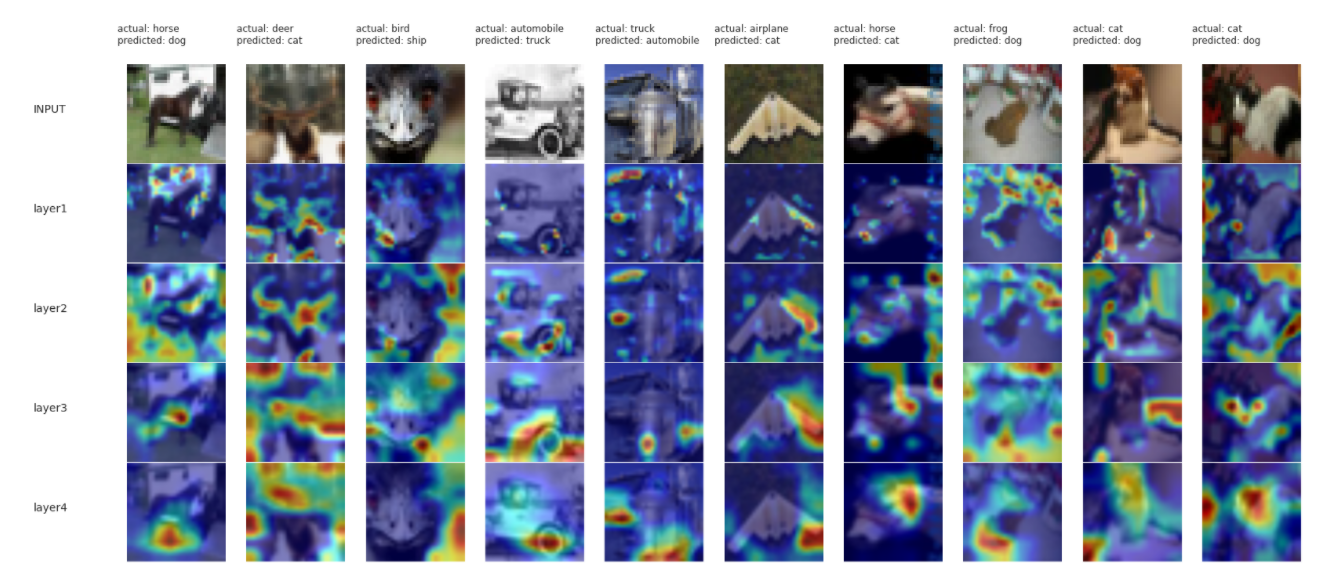 actual: horse
predicted: dog
actual: deer
predicted: cat
actual: bird
predicted: ship
actual: automobile
predicted: truck
actual: truck
predicted: automobile
actual: airplane
predicted: cat
actual: horse
predicted: cat
actual: frog
predicted: dog
actual: cat
predicted: dog
actual: cat
predicted: dog
INPUT
layer1
layer2
layer3
layer4